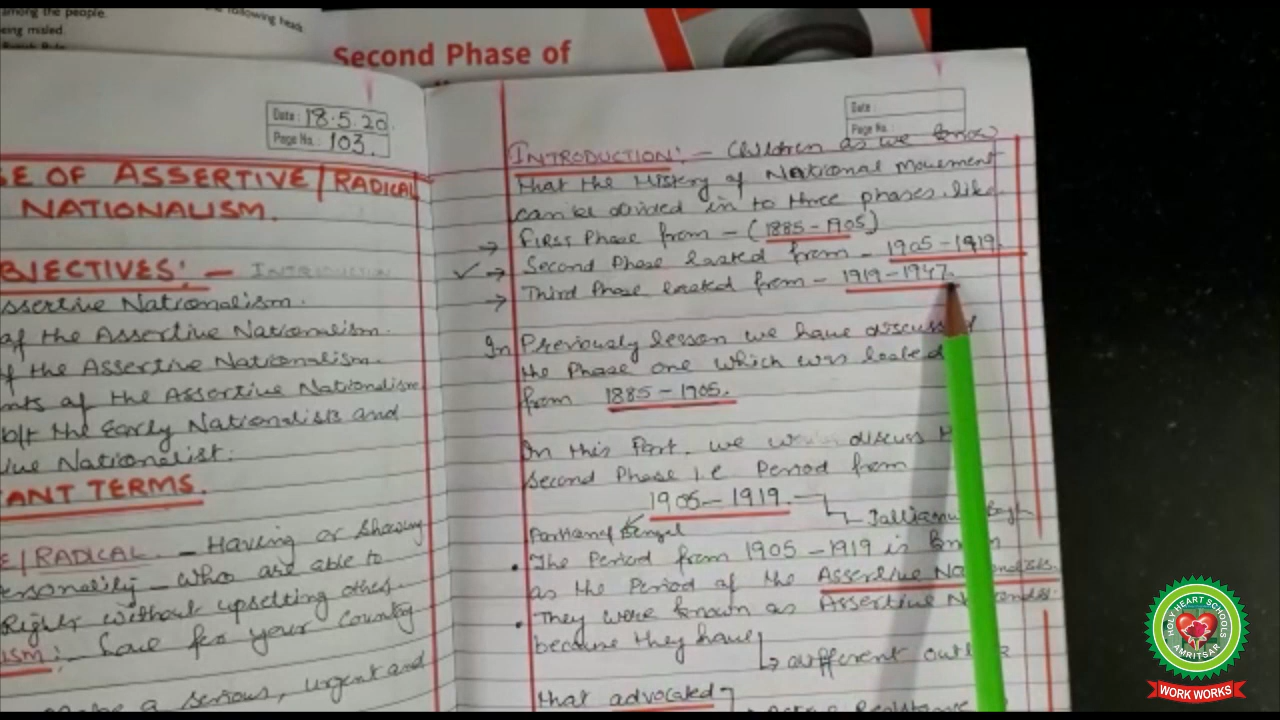 among the people.
being misled.
British Rule
the following heads
Second Phase of
Date: 18.5.20.
Page No.: 103.
SE OF ASSERTIVE/RADICAL
NATIONALISM.
BJECTIVES: - INTRODUCTION
ssertive Nationalism.
of the Assertive Nationalism.
f the Assertive Nationalism.
nts of the Assertive Nationalism
b/t the Early Nationalists and
ive Nationalist.
ANT TERMS.
E/RADICAL - Having or showing
ersonality - who are able to
Rights without upsetting others.
ISM: - love for your Country
a serious, urgent and
Date:
Page No.:
INTRODUCTION: - Children as we know
that the History of National Movement
can be divided in to three phases. like
→ First Phase from - (1885-1905)
✓ → Second Phase lasted from - 1905-1919.
→ Third Phase lasted from - 1919-1947.
In Previously lesson we have discussed
the Phase one which was lasted
from 1885-1905.
In this Part, we discuss
Second Phase i.e Period from
1905-1919.
Partition of Bengal
Jallianw Bagh
• The Period from 1905-1919 is known
as the Period of the Assertive Nationalists.
• They were known as Assertive Nationalists
because they have
different outlo
that advocated
HOLY HEART SCHOOLS
AMRITSAR
WORK WORKS